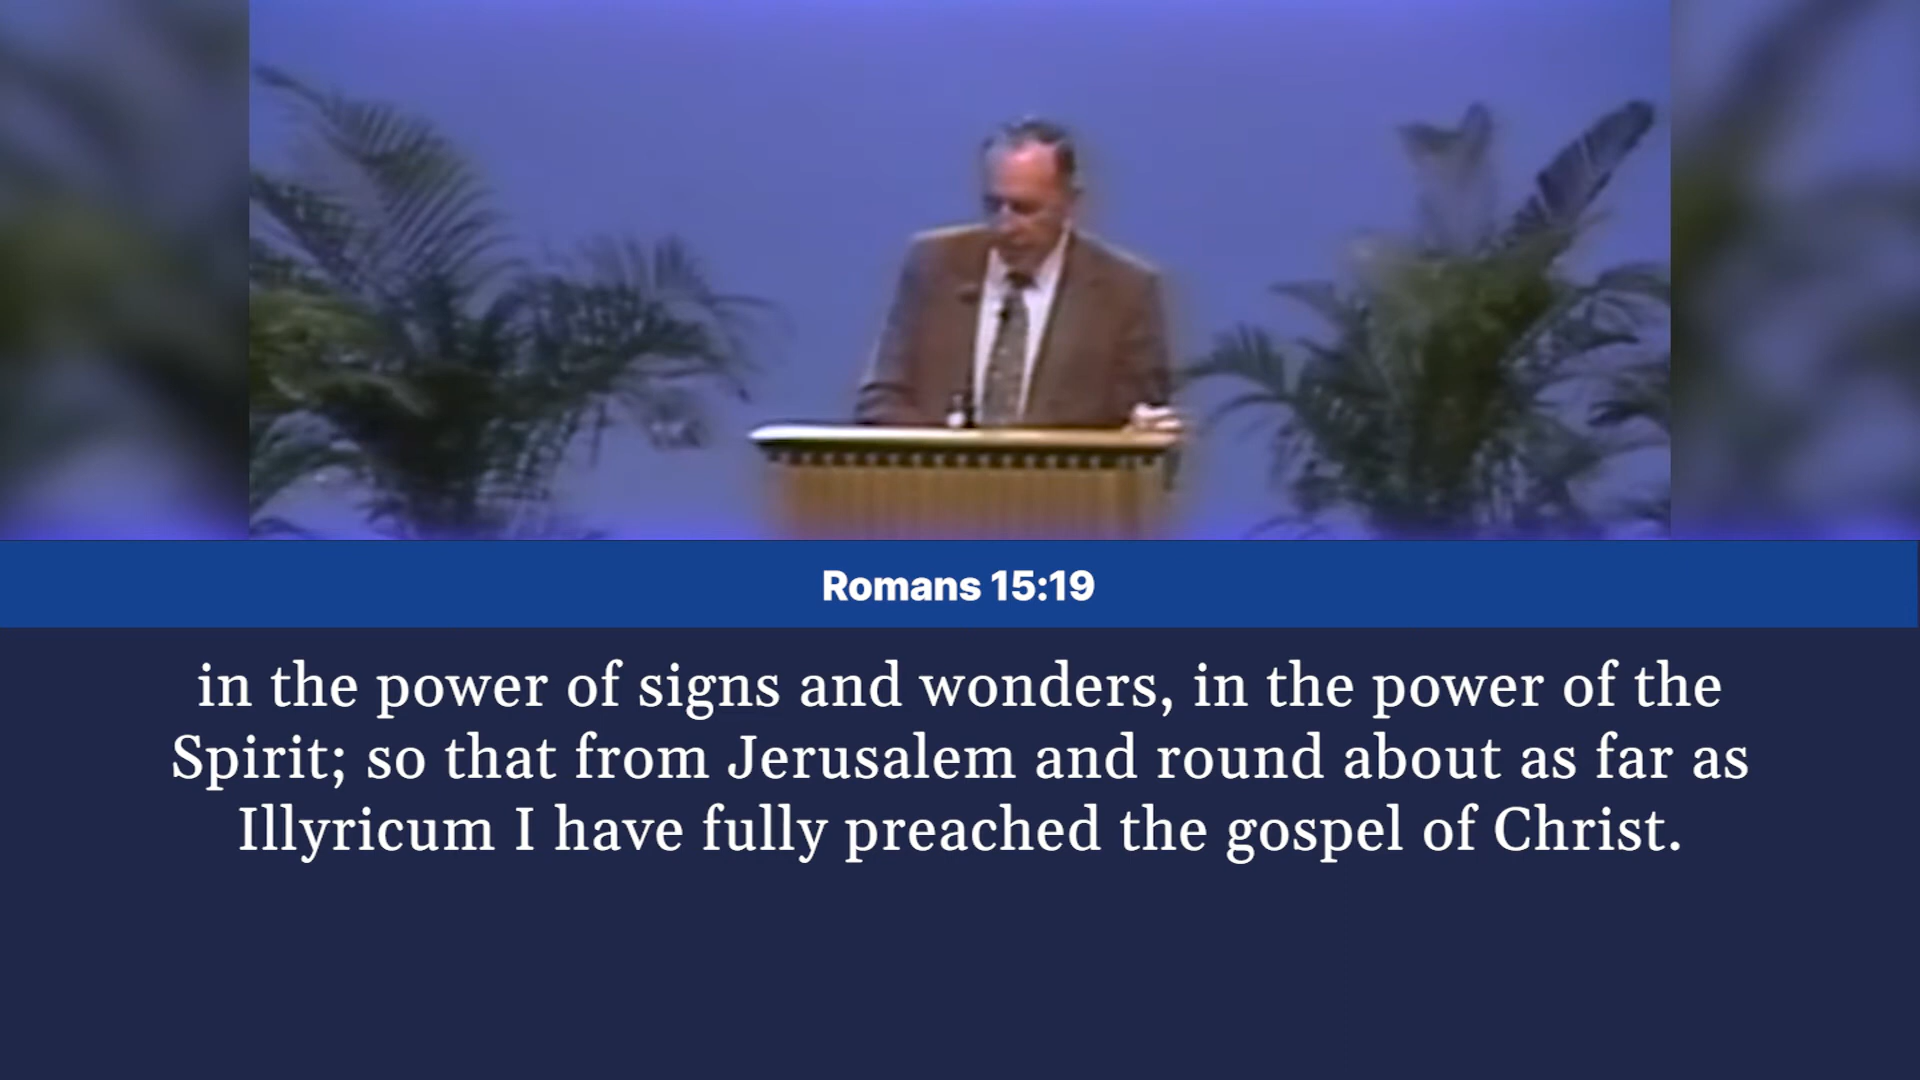 Romans 15:19
in the power of signs and wonders, in the power of the
Spirit; so that from Jerusalem and round about as far as
Illyricum I have fully preached the gospel of Christ.